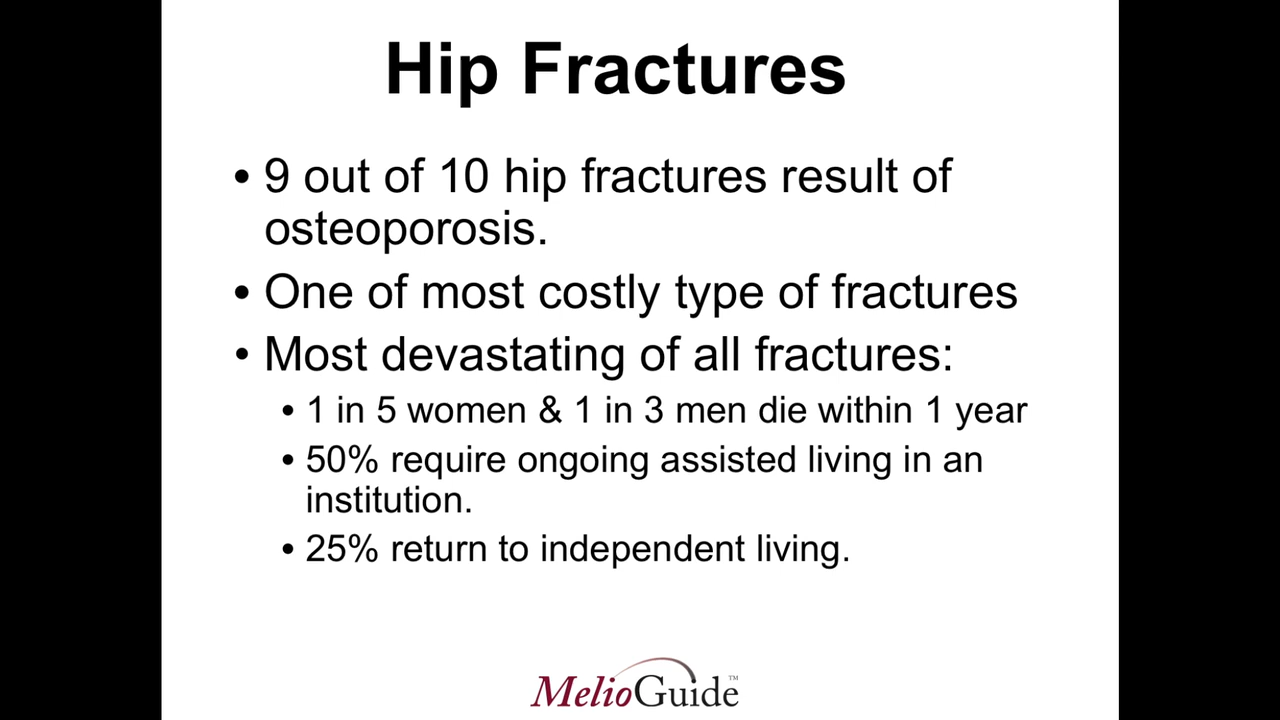 Hip Fractures
• 9 out of 10 hip fractures result of
osteoporosis.
• One of most costly type of fractures
• Most devastating of all fractures:
• 1 in 5 women & 1 in 3 men die within 1 year
• 50% require ongoing assisted living in an
institution.
• 25% return to independent living.
MelioGuide™